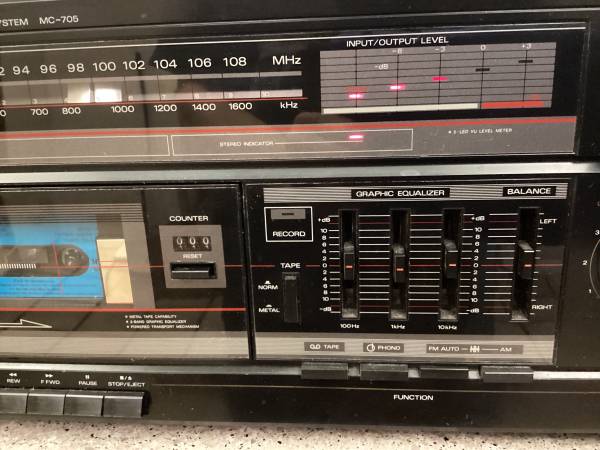 YSTEM MC-705
INPUT/OUTPUT LEVEL
-6 -3 0 +3
-dB
94 96 98 100 102 104 106 108 MHz
700 800 1000 1200 1400 1600 kHz
STEREO INDICATOR
* 5-LED VU LEVEL METER
COUNTER
000
RESET
* METAL TAPE CAPABILITY
* 3-BAND GRAPHIC EQUALIZER
* POWERED TRANSPORT MECHANISM
RECORD
TAPE
NORM
METAL
GRAPHIC EQUALIZER
BALANCE
+dB +dB
LEFT
10 10
8 8
6 6
4 4
2 2
0 0
2 2
4 4
6 6
8 8
10 10
-dB -dB
RIGHT
100Hz 1kHz 10kHz
3
2
1
TAPE PHONO FM AUTO AM
REW F FWD PAUSE STOP/EJECT
FUNCTION